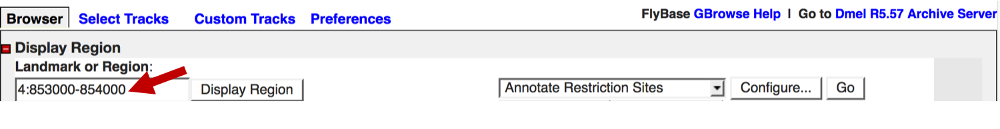 Browser Select Tracks Custom Tracks Preferences FlyBase GBrowse Help | Go to Dmel R5.57 Archive Server
Display Region
Landmark or Region:
4:853000-854000 Display Region Annotate Restriction Sites Configure... Go